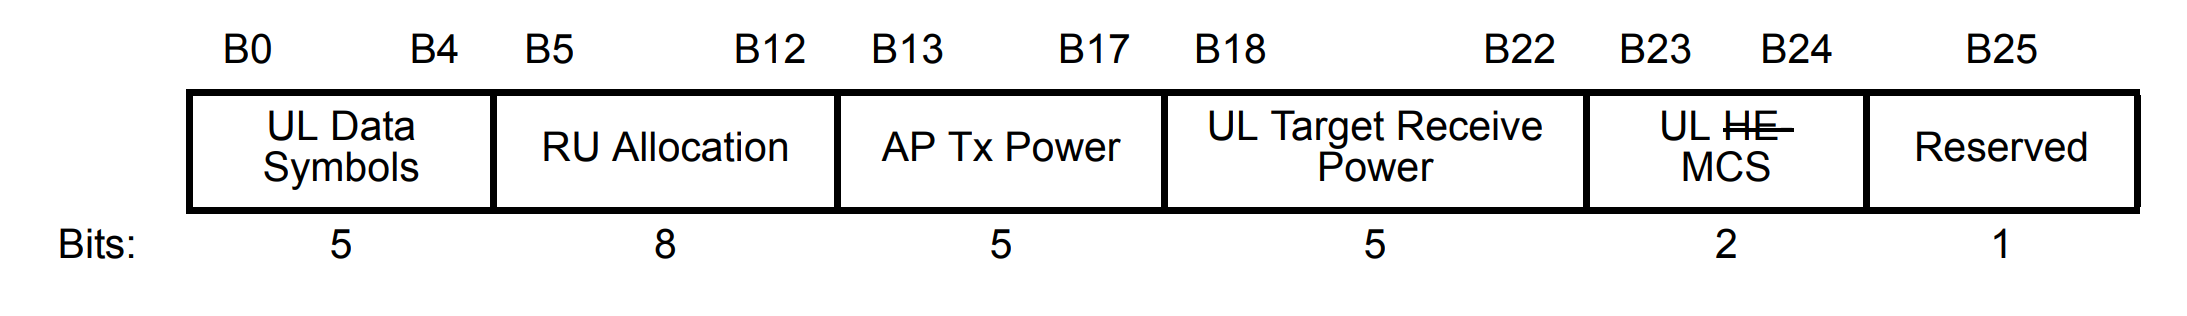 B0 B4 B5 B12 B13 B17 B18 B22 B23 B24 B25
UL Data
Symbols
RU Allocation
AP Tx Power
UL Target Receive
Power
UL HE
MCS
Reserved
Bits: 5 8 5 5 2 1